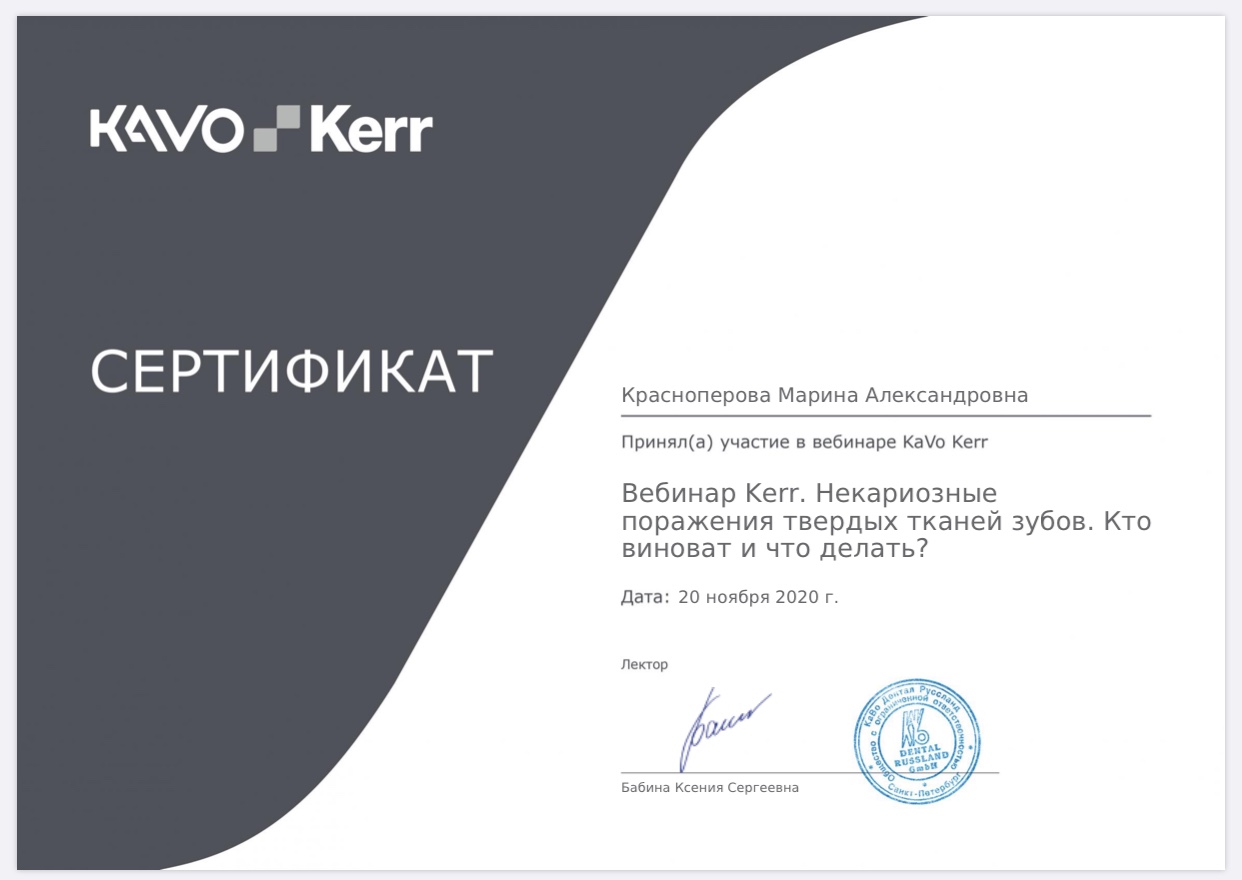 KAVO Kerr
СЕРТИФИКАТ
Красноперова Марина Александровна
Принял(а) участие в вебинаре KaVo Kerr
Вебинар Kerr. Некариозные
поражения твердых тканей зубов. Кто
виноват и что делать?
Дата: 20 ноября 2020 г.
Лектор
КаВо Дентал Руссланд
Общество с ограниченной ответственностью
DENTAL
RUSSLAND
GmbH
Санкт-Петербург
Бабина Ксения Сергеевна